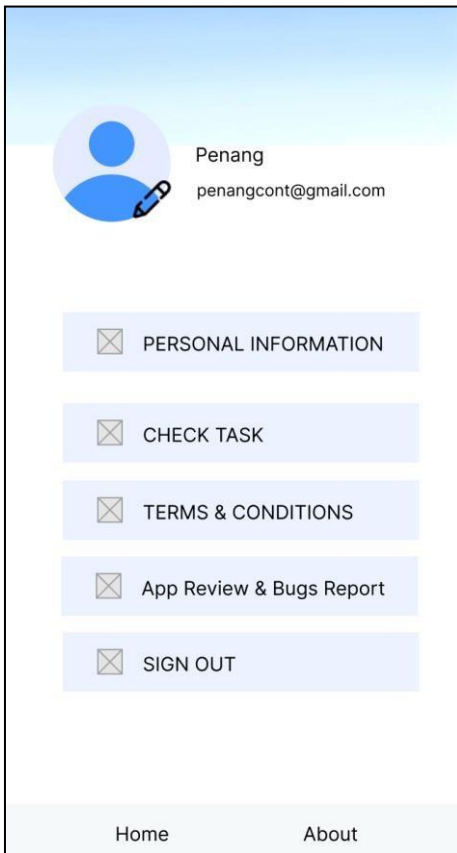 Penang
penangcont@gmail.com
PERSONAL INFORMATION
CHECK TASK
TERMS & CONDITIONS
App Review & Bugs Report
SIGN OUT
Home About